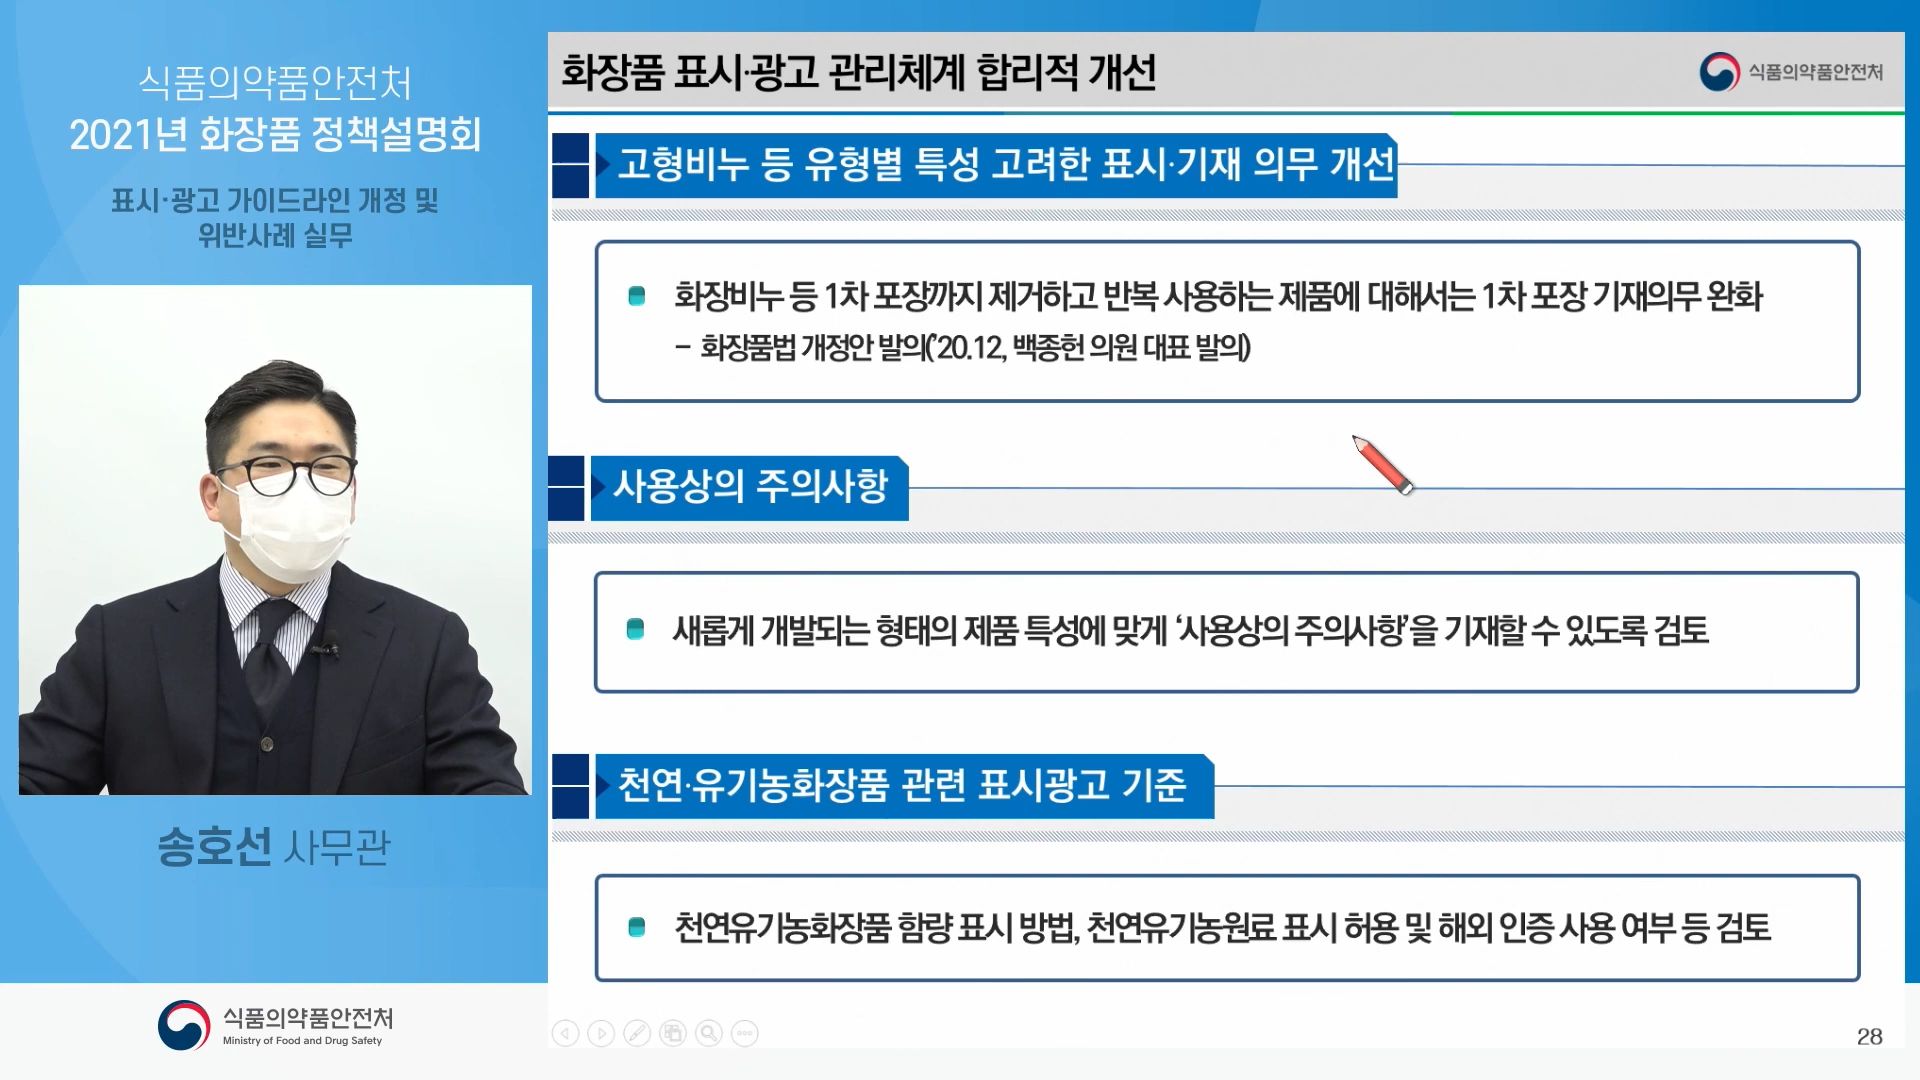 식품의약품안전처
2021년 화장품 정책설명회
표시·광고 가이드라인 개정 및
위반사례 실무
송호선 사무관
식품의약품안전처
Ministry of Food and Drug Safety
화장품 표시·광고 관리체계 합리적 개선
식품의약품안전처
고형비누 등 유형별 특성 고려한 표시·기재 의무 개선
화장비누 등 1차 포장까지 제거하고 반복 사용하는 제품에 대해서는 1차 포장 기재의무 완화
- 화장품법 개정안 발의('20.12, 백종헌 의원 대표 발의)
사용상의 주의사항
새롭게 개발되는 형태의 제품 특성에 맞게 ‘사용상의 주의사항’을 기재할 수 있도록 검토
천연·유기농화장품 관련 표시광고 기준
천연유기농화장품 함량 표시 방법, 천연유기농원료 표시 허용 및 해외 인증 사용 여부 등 검토
28